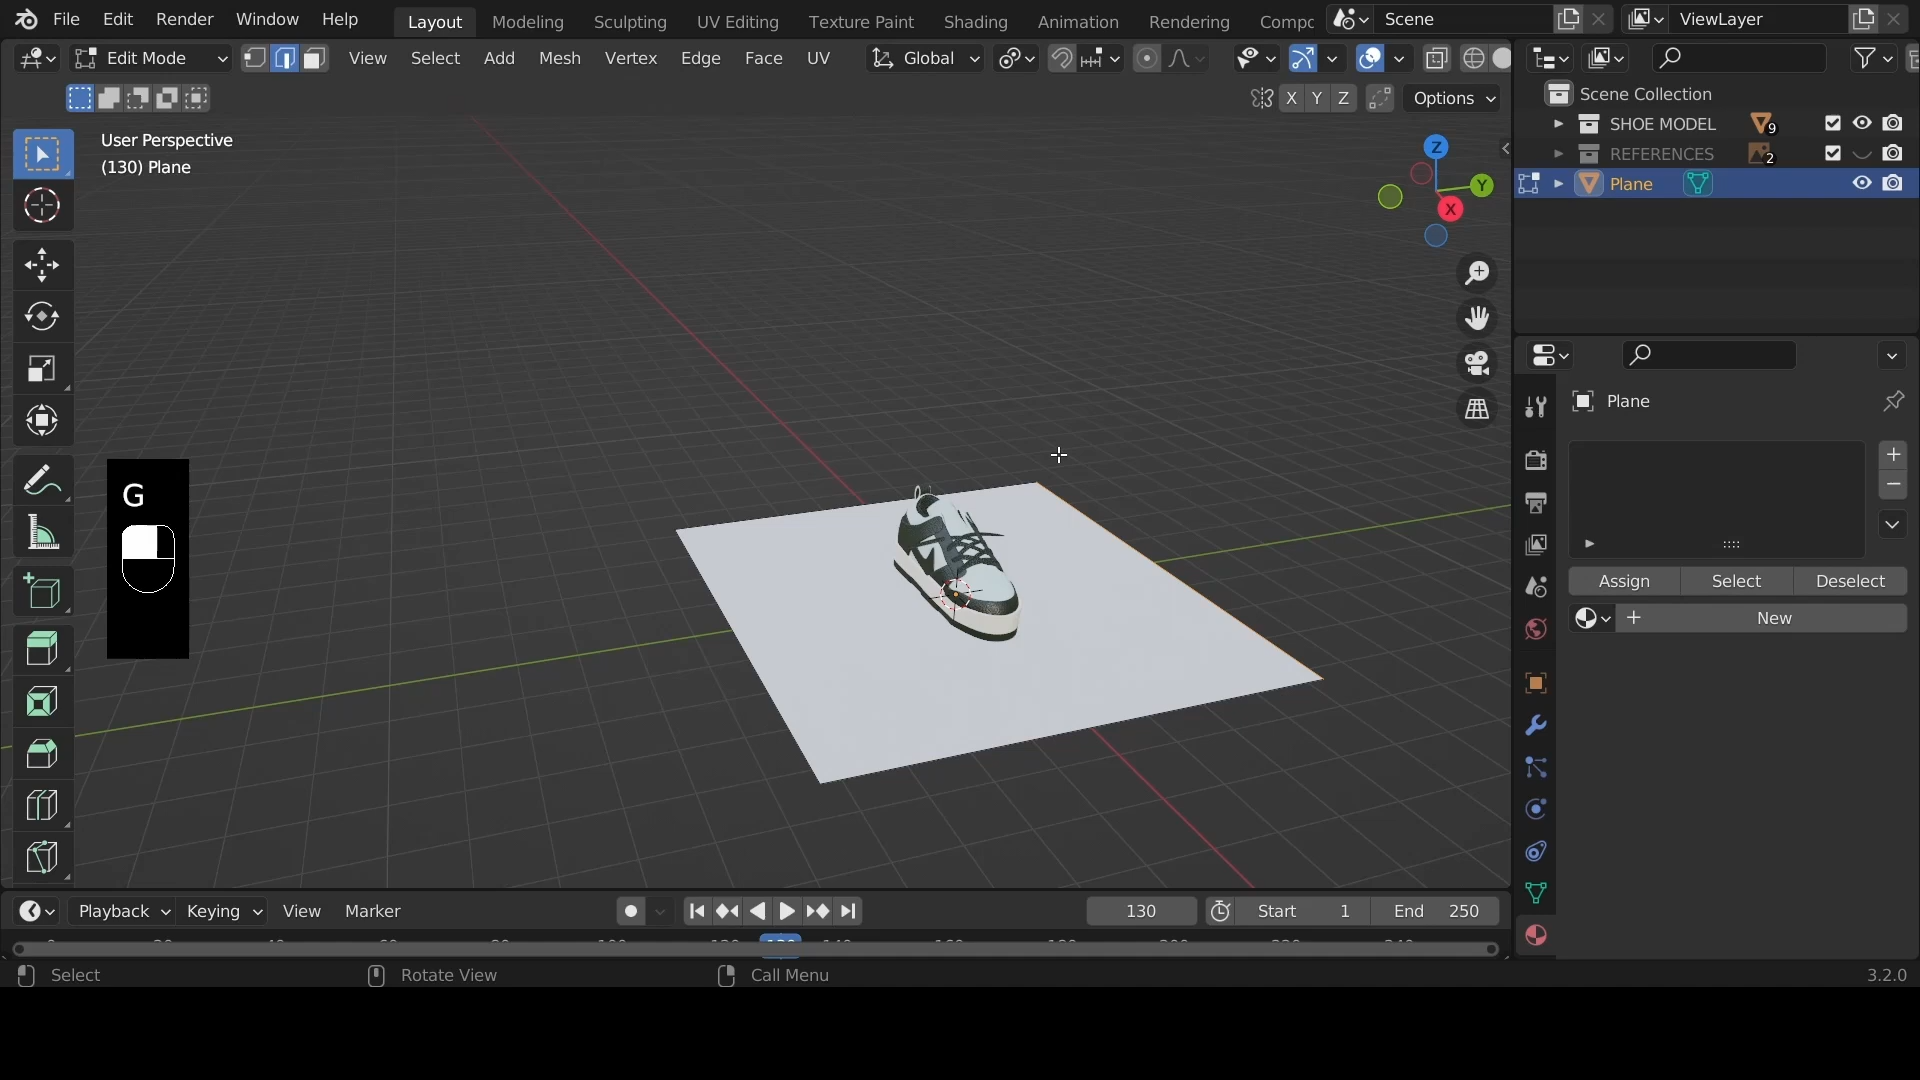 File Edit Render Window Help Layout Modeling Sculpting UV Editing Texture Paint Shading Animation Rendering Compc Scene ViewLayer
Edit Mode View Select Add Mesh Vertex Edge Face UV Global
X Y Z Options
User Perspective
(130) Plane
Z
Y
X
G
Scene Collection
SHOE MODEL 9
REFERENCES 2
Plane
Plane
Assign Select Deselect
New
Playback Keying View Marker 130 Start 1 End 250
Select Rotate View Call Menu 3.2.0